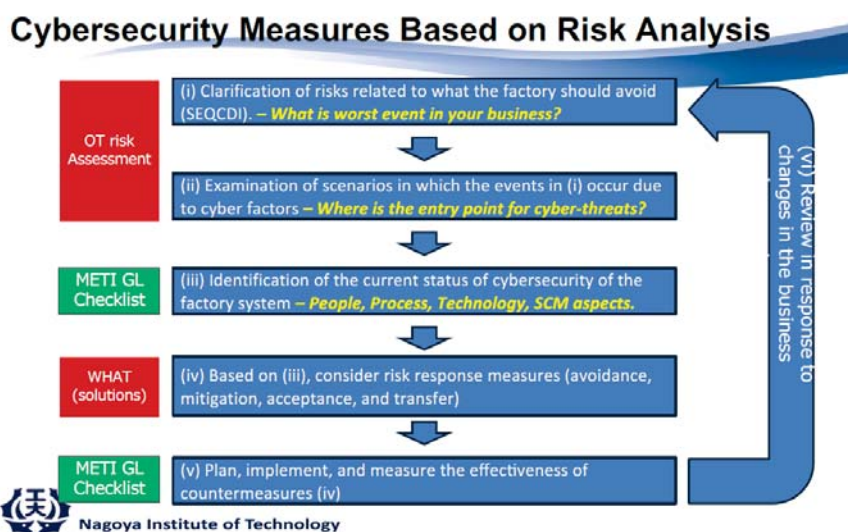 Cybersecurity Measures Based on Risk Analysis
OT risk
Assessment
(i) Clarification of risks related to what the factory should avoid
(SEQCDI). – What is worst event in your business?
(ii) Examination of scenarios in which the events in (i) occur due
to cyber factors – Where is the entry point for cyber-threats?
METI GL
Checklist
(iii) Identification of the current status of cybersecurity of the
factory system – People, Process, Technology, SCM aspects.
WHAT
(solutions)
(iv) Based on (iii), consider risk response measures (avoidance,
mitigation, acceptance, and transfer)
METI GL
Checklist
(v) Plan, implement, and measure the effectiveness of
countermeasures (iv)
(vi) Review in response to
changes in the business
Nagoya Institute of Technology